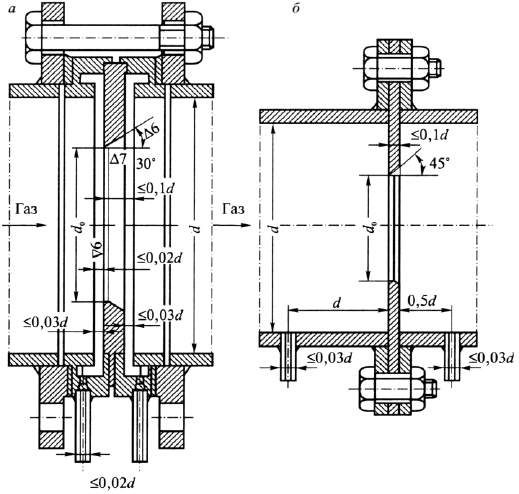 а
б
Δ6
≤0,1d
Δ7
30°
45°
≤0,1d
Газ
d₀
d
Газ
d
d₀
∇6
≤0,02d
≤0,03d
≤0,03d
d
0,5d
≤0,03d
≤0,03d
≤0,02d